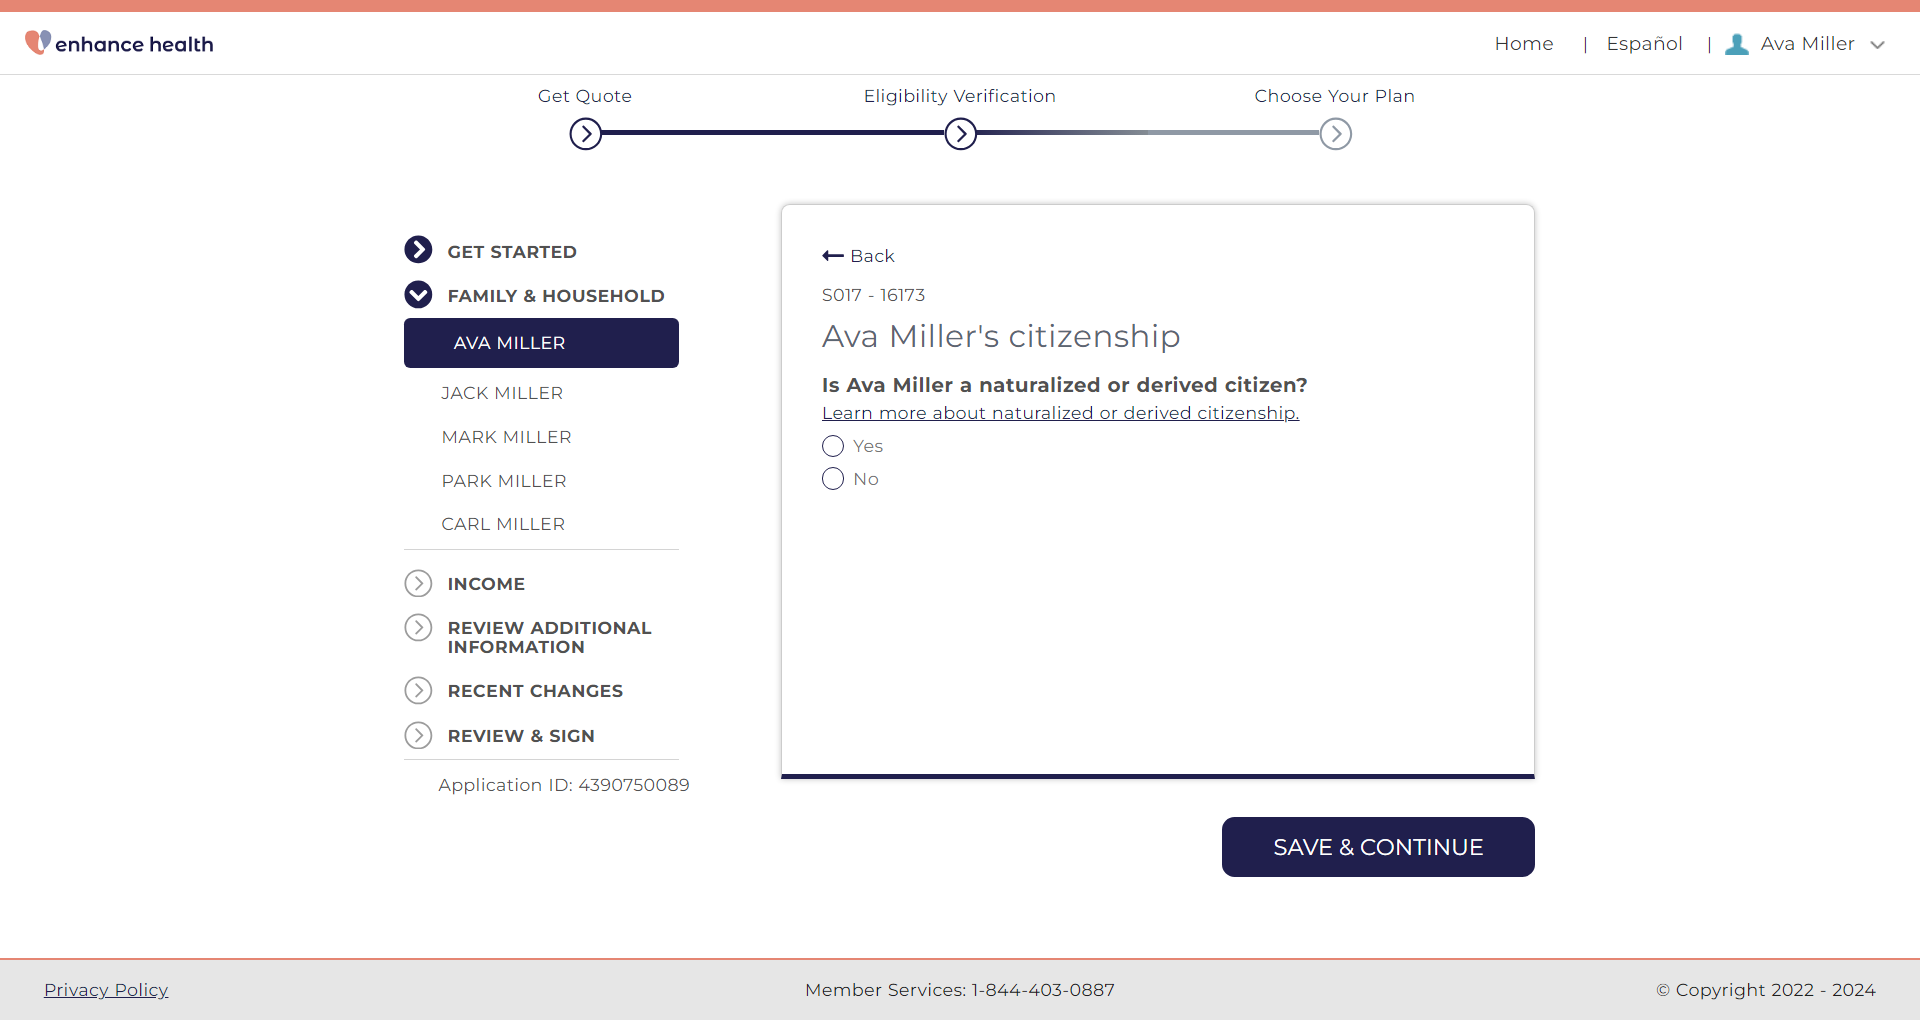 enhance health
Home | Español | Ava Miller
Get Quote
Eligibility Verification
Choose Your Plan
GET STARTED
FAMILY & HOUSEHOLD
AVA MILLER
JACK MILLER
MARK MILLER
PARK MILLER
CARL MILLER
INCOME
REVIEW ADDITIONAL
INFORMATION
RECENT CHANGES
REVIEW & SIGN
Application ID: 4390750089
Back
S017 - 16173
Ava Miller's citizenship
Is Ava Miller a naturalized or derived citizen?
Learn more about naturalized or derived citizenship.
Yes
No
SAVE & CONTINUE
Privacy Policy
Member Services: 1-844-403-0887
© Copyright 2022 - 2024